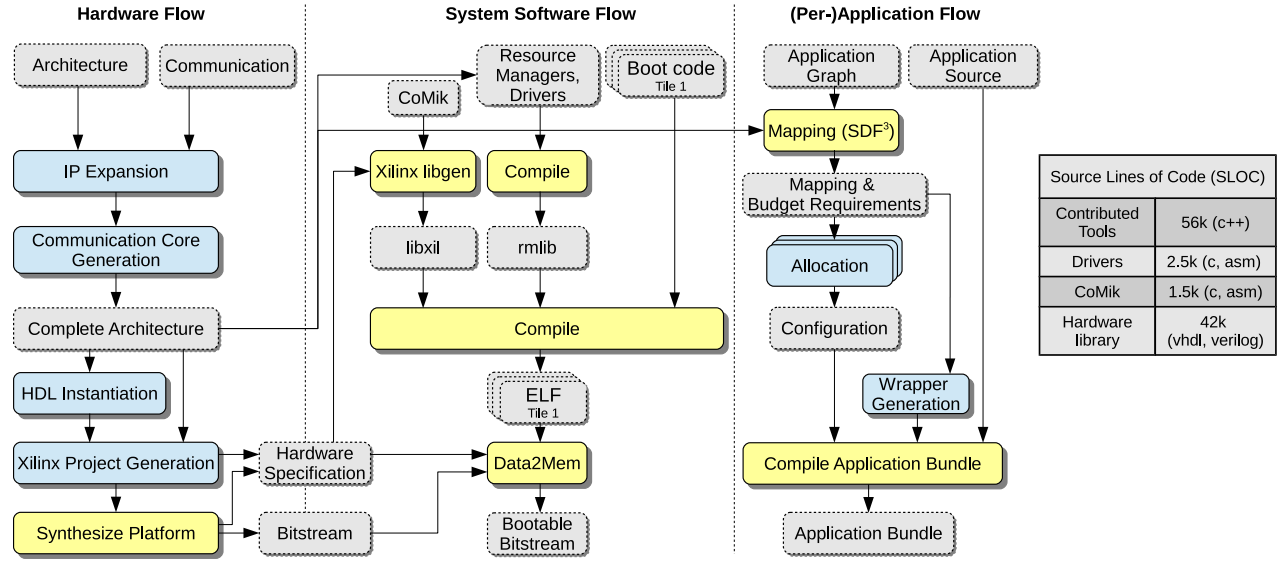 Hardware Flow
System Software Flow
(Per-)Application Flow
Architecture
Communication
IP Expansion
Communication Core
Generation
Complete Architecture
HDL Instantiation
Xilinx Project Generation
Synthesize Platform
Hardware
Specification
Bitstream
CoMik
Resource
Managers,
Drivers
Boot code
Tile 1
Xilinx libgen
Compile
libxil
rmlib
Compile
ELF
Tile 1
Data2Mem
Bootable
Bitstream
Application
Graph
Application
Source
Mapping (SDF³)
Mapping &
Budget Requirements
Allocation
Configuration
Wrapper
Generation
Compile Application Bundle
Application Bundle
Source Lines of Code (SLOC)
Contributed
Tools
56k (c++)
Drivers
2.5k (c, asm)
CoMik
1.5k (c, asm)
Hardware
library
42k
(vhdl, verilog)